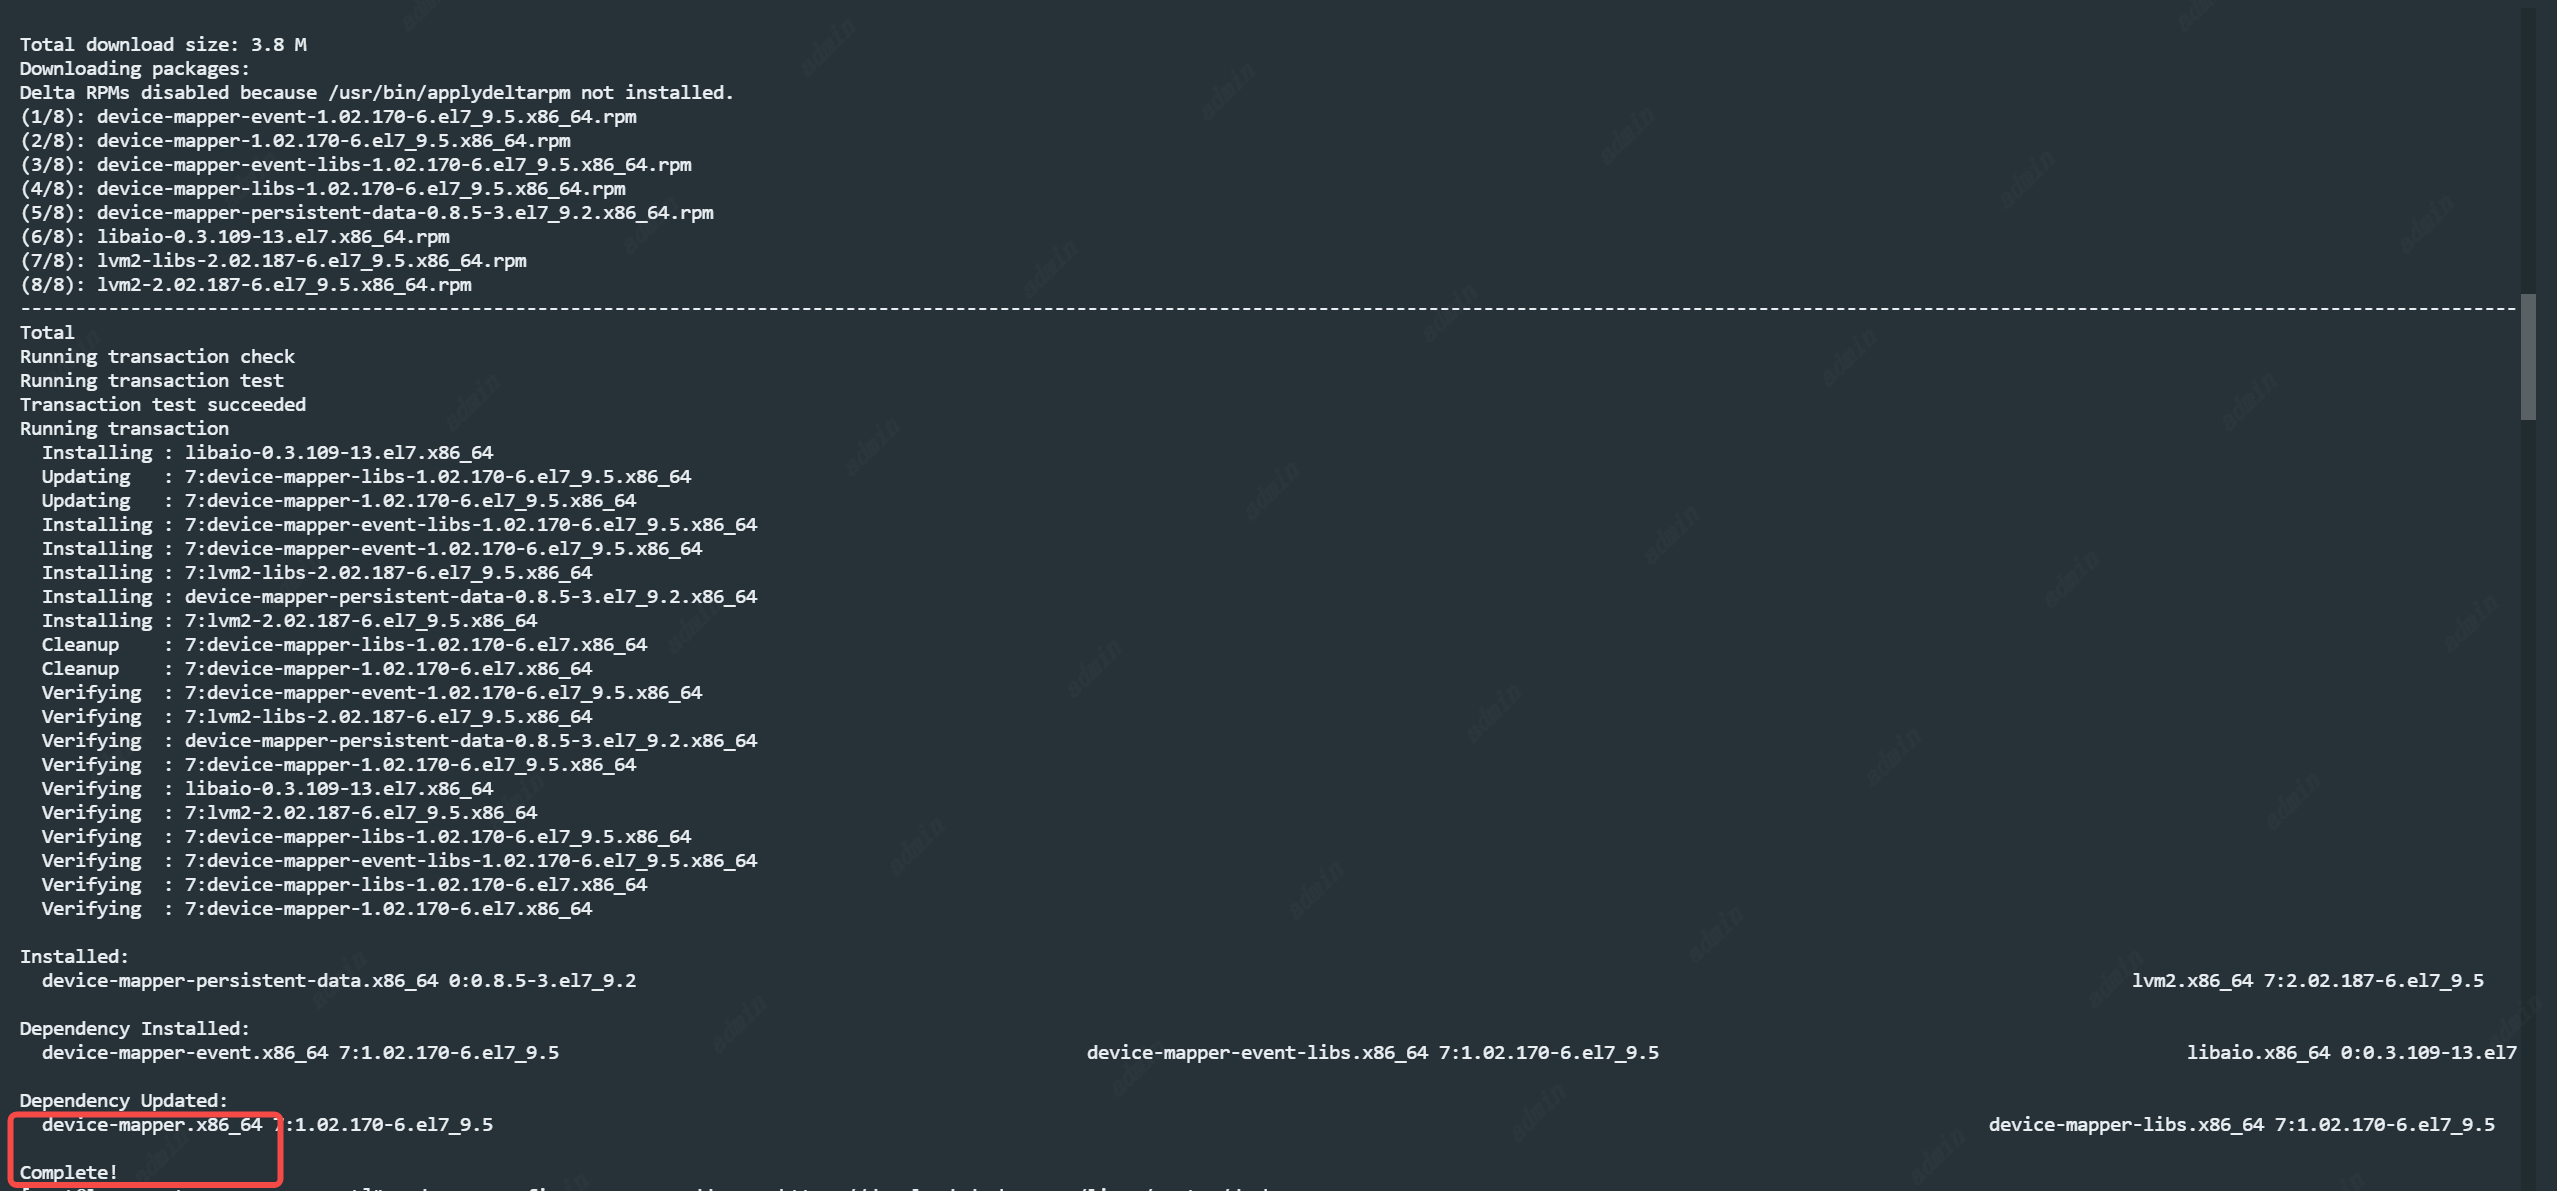 Total download size: 3.8 M
Downloading packages:
Delta RPMs disabled because /usr/bin/applydeltarpm not installed.
(1/8): device-mapper-event-1.02.170-6.el7_9.5.x86_64.rpm
(2/8): device-mapper-1.02.170-6.el7_9.5.x86_64.rpm
(3/8): device-mapper-event-libs-1.02.170-6.el7_9.5.x86_64.rpm
(4/8): device-mapper-libs-1.02.170-6.el7_9.5.x86_64.rpm
(5/8): device-mapper-persistent-data-0.8.5-3.el7_9.2.x86_64.rpm
(6/8): libaio-0.3.109-13.el7.x86_64.rpm
(7/8): lvm2-libs-2.02.187-6.el7_9.5.x86_64.rpm
(8/8): lvm2-2.02.187-6.el7_9.5.x86_64.rpm
Total
Running transaction check
Running transaction test
Transaction test succeeded
Running transaction
Installing : libaio-0.3.109-13.el7.x86_64
Updating : 7:device-mapper-libs-1.02.170-6.el7_9.5.x86_64
Updating : 7:device-mapper-1.02.170-6.el7_9.5.x86_64
Installing : 7:device-mapper-event-libs-1.02.170-6.el7_9.5.x86_64
Installing : 7:device-mapper-event-1.02.170-6.el7_9.5.x86_64
Installing : 7:lvm2-libs-2.02.187-6.el7_9.5.x86_64
Installing : device-mapper-persistent-data-0.8.5-3.el7_9.2.x86_64
Installing : 7:lvm2-2.02.187-6.el7_9.5.x86_64
Cleanup : 7:device-mapper-libs-1.02.170-6.el7.x86_64
Cleanup : 7:device-mapper-1.02.170-6.el7.x86_64
Verifying : 7:device-mapper-event-1.02.170-6.el7_9.5.x86_64
Verifying : 7:lvm2-libs-2.02.187-6.el7_9.5.x86_64
Verifying : device-mapper-persistent-data-0.8.5-3.el7_9.2.x86_64
Verifying : 7:device-mapper-1.02.170-6.el7_9.5.x86_64
Verifying : libaio-0.3.109-13.el7.x86_64
Verifying : 7:lvm2-2.02.187-6.el7_9.5.x86_64
Verifying : 7:device-mapper-libs-1.02.170-6.el7_9.5.x86_64
Verifying : 7:device-mapper-event-libs-1.02.170-6.el7_9.5.x86_64
Verifying : 7:device-mapper-libs-1.02.170-6.el7.x86_64
Verifying : 7:device-mapper-1.02.170-6.el7.x86_64
Installed:
device-mapper-persistent-data.x86_64 0:0.8.5-3.el7_9.2 lvm2.x86_64 7:2.02.187-6.el7_9.5
Dependency Installed:
device-mapper-event.x86_64 7:1.02.170-6.el7_9.5 device-mapper-event-libs.x86_64 7:1.02.170-6.el7_9.5 libaio.x86_64 0:0.3.109-13.el7
Dependency Updated:
device-mapper.x86_64 7:1.02.170-6.el7_9.5 device-mapper-libs.x86_64 7:1.02.170-6.el7_9.5
Complete!